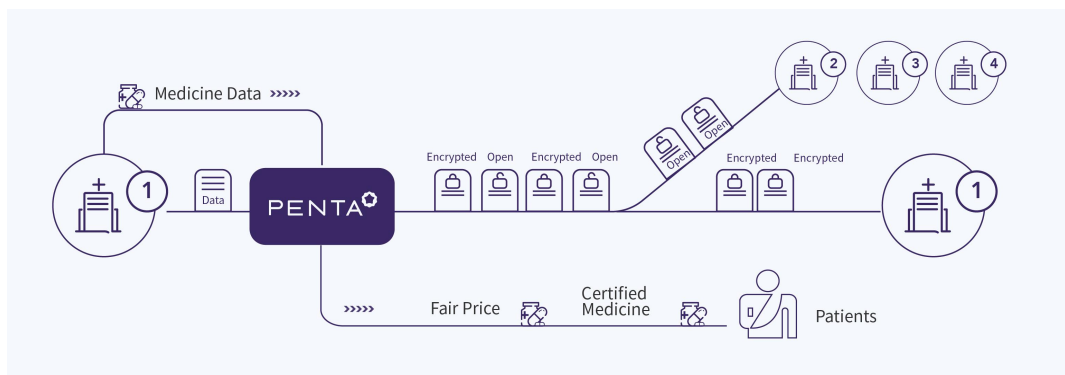 2
3
4
Medicine Data >>>>>
Open
Open
Encrypted Open Encrypted Open
Encrypted Encrypted
1
Data
PENTA
1
>>>>>
Fair Price
Certified
Medicine
Patients